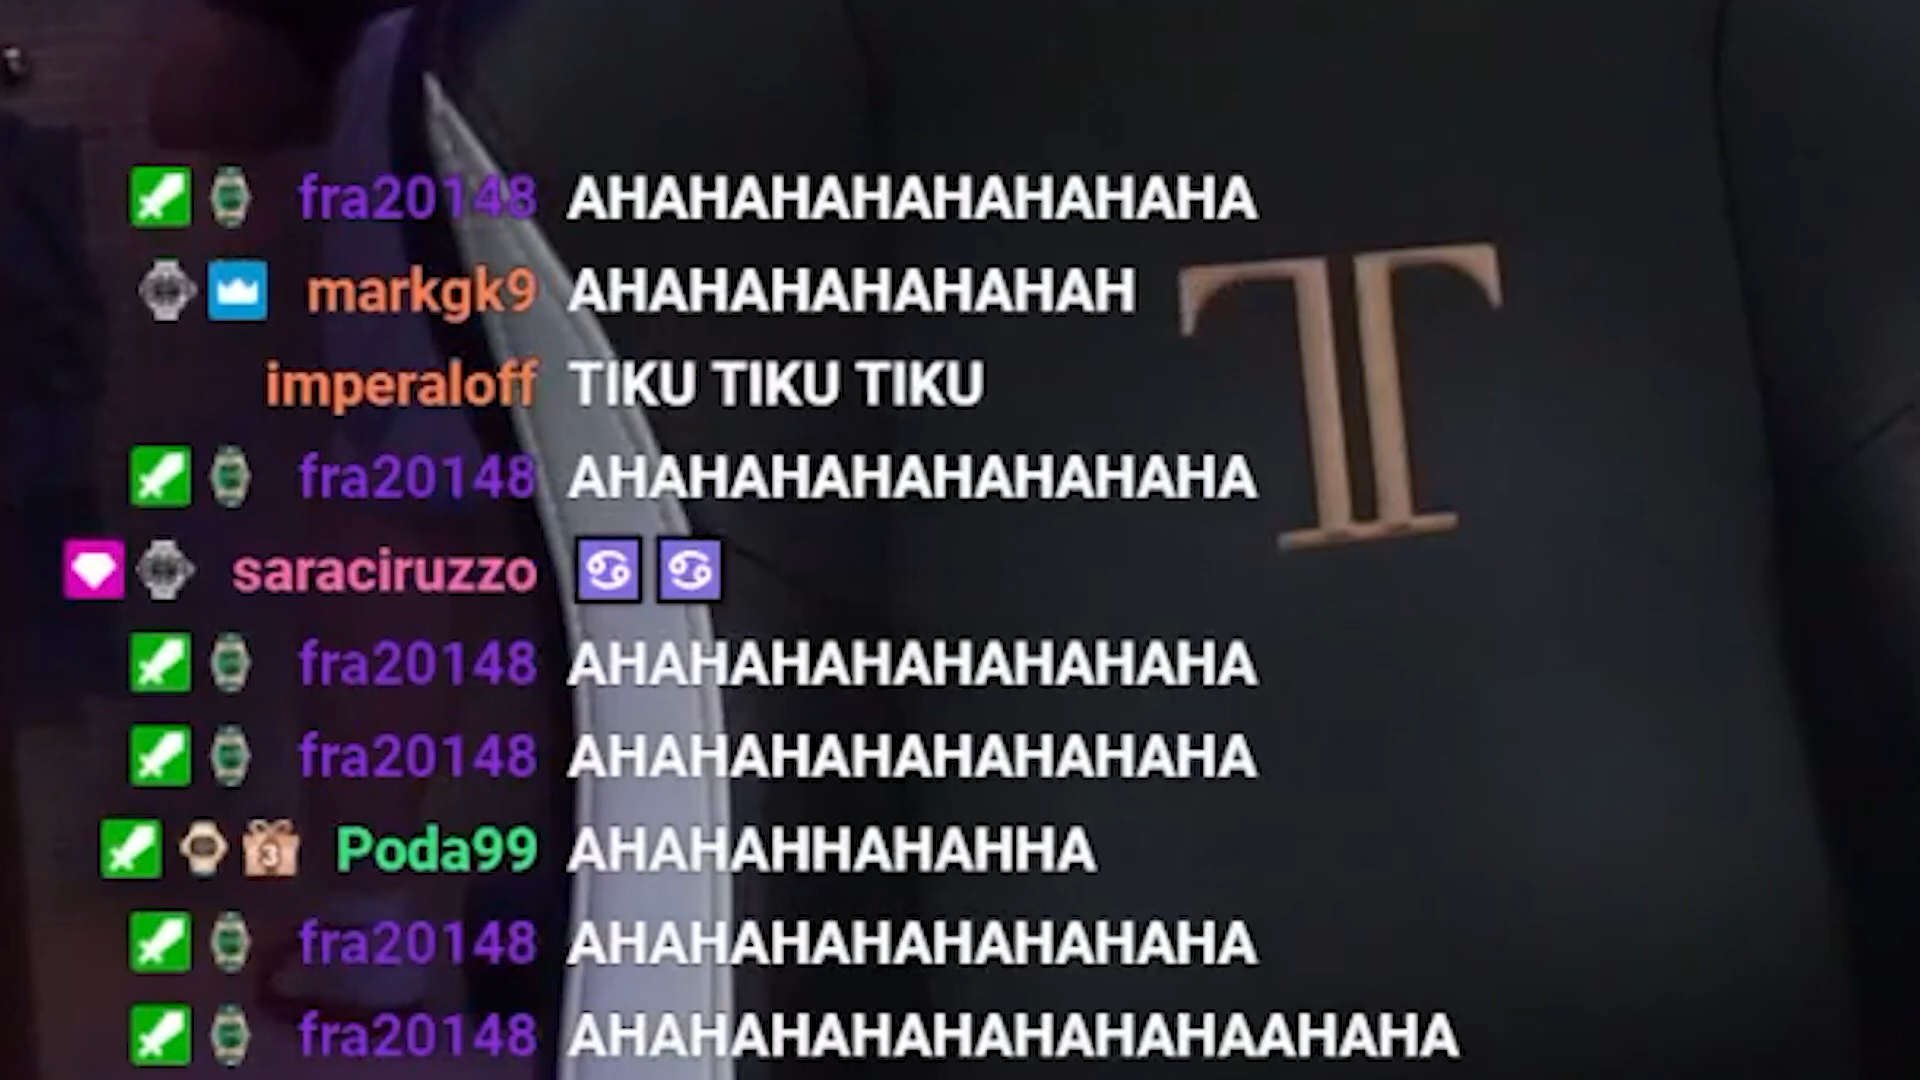 fra20148 AHAHAHAHAHAHAHAHA
markgk9 AHAHAHAHAHAHAH
imperaloff TIKU TIKU TIKU
fra20148 AHAHAHAHAHAHAHAHA
saraciruzzo ♋ ♋
fra20148 AHAHAHAHAHAHAHAHA
fra20148 AHAHAHAHAHAHAHAHA
3 Poda99 AHAHAHHAHAHHA
fra20148 AHAHAHAHAHAHAHAHA
fra20148 AHAHAHAHAHAHAHAHAAHAHA